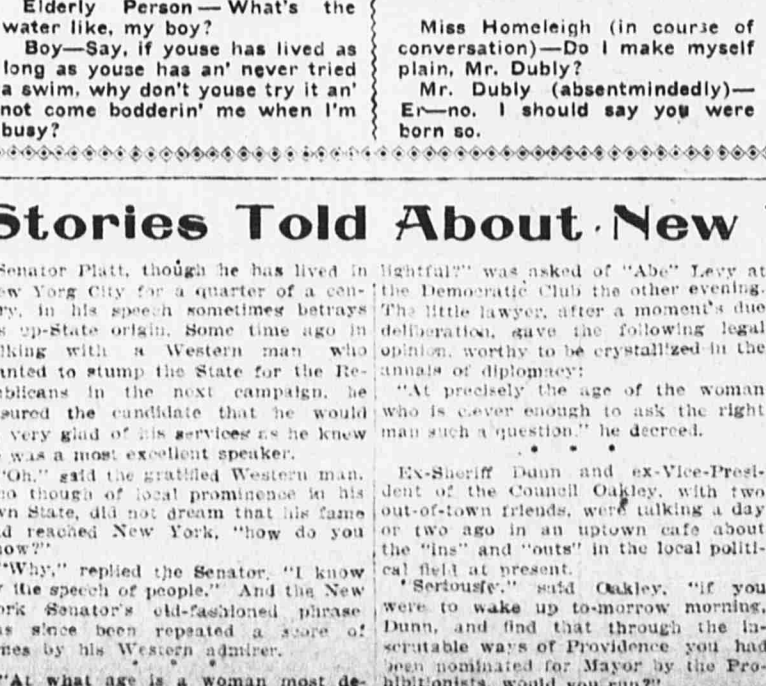 Elderly Person — What's the
water like, my boy?
Boy—Say, if youse has lived as
long as youse has an' never tried
a swim, why don't youse try it an'
not come bodderin' me when I'm
busy?
Miss Homeleigh (in course of
conversation)—Do I make myself
plain, Mr. Dubly?
Mr. Dubly (absentmindedly)—
Er—no. I should say you were
born so.
Stories Told About New
Senator Platt, though he has lived in
ew Yorg City for a quarter of a cen-
ry, in his speech sometimes betrays
s up-State origin. Some time ago in
lking with a Western man who
anted to stump the State for the Re-
blicans in the next campaign, he
sured the candidate that he would
very glad of his services as he knew
was a most excellent speaker.
"Oh," said the gratified Western man,
o though of local prominence in his
wn State, did not dream that his fame
d reached New York, "how do you
ow?"
"Why," replied the Senator, "I know
the speech of people." And the New
ork Senator's old-fashioned phrase
s since been repeated a score of
nes by his Western admirer.
* * *
"At what age is a woman most de-
lightful?" was asked of "Abe" Levy at
the Democratic Club the other evening.
The little lawyer, after a moment's due
deliberation, gave the following legal
opinion, worthy to be crystallized in the
annals of diplomacy:
"At precisely the age of the woman
who is clever enough to ask the right
man such a question," he decreed.
* * *
Ex-Sheriff Dunn and ex-Vice-Presi-
dent of the Council Oakley, with two
out-of-town friends, were talking a day
or two ago in an uptown cafe about
the "ins" and "outs" in the local politi-
cal field at present.
"Seriously," said Oakley, "if you
were to wake up to-morrow morning,
Dunn, and find that through the in-
scrutable ways of Providence you had
been nominated for Mayor by the Pro-
hibitionists, would you run?"